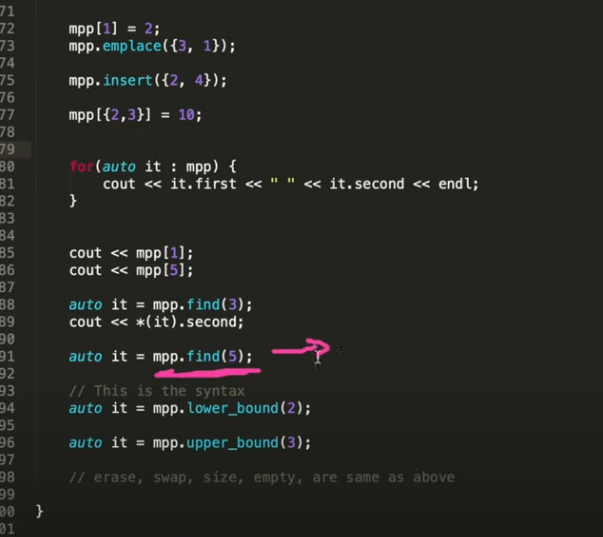 71
72 mpp[1] = 2;
73 mpp.emplace({3, 1});
74
75 mpp.insert({2, 4});
76
77 mpp[{2,3}] = 10;
78
79
80 for(auto it : mpp) {
81 cout << it.first << " " << it.second << endl;
82 }
83
84
85 cout << mpp[1];
86 cout << mpp[5];
87
88 auto it = mpp.find(3);
89 cout << *(it).second;
90
91 auto it = mpp.find(5);
92
93 // This is the syntax
94 auto it = mpp.lower_bound(2);
95
96 auto it = mpp.upper_bound(3);
97
98 // erase, swap, size, empty, are same as above
99
00 }
01